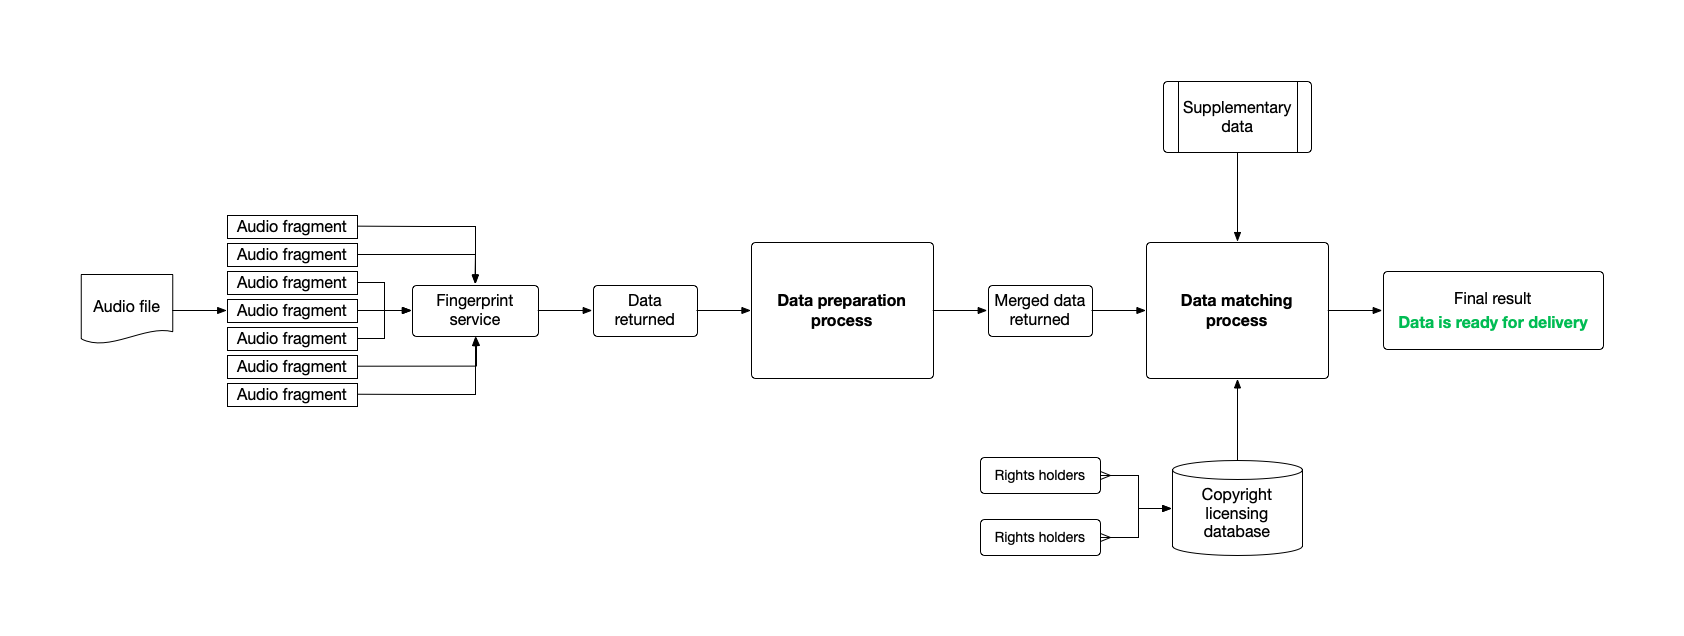 Supplementary
data
Audio file
Audio fragment
Audio fragment
Audio fragment
Audio fragment
Audio fragment
Audio fragment
Audio fragment
Fingerprint
service
Data
returned
Data preparation
process
Merged data
returned
Data matching
process
Final result
Data is ready for delivery
Rights holders
Rights holders
Copyright
licensing
database